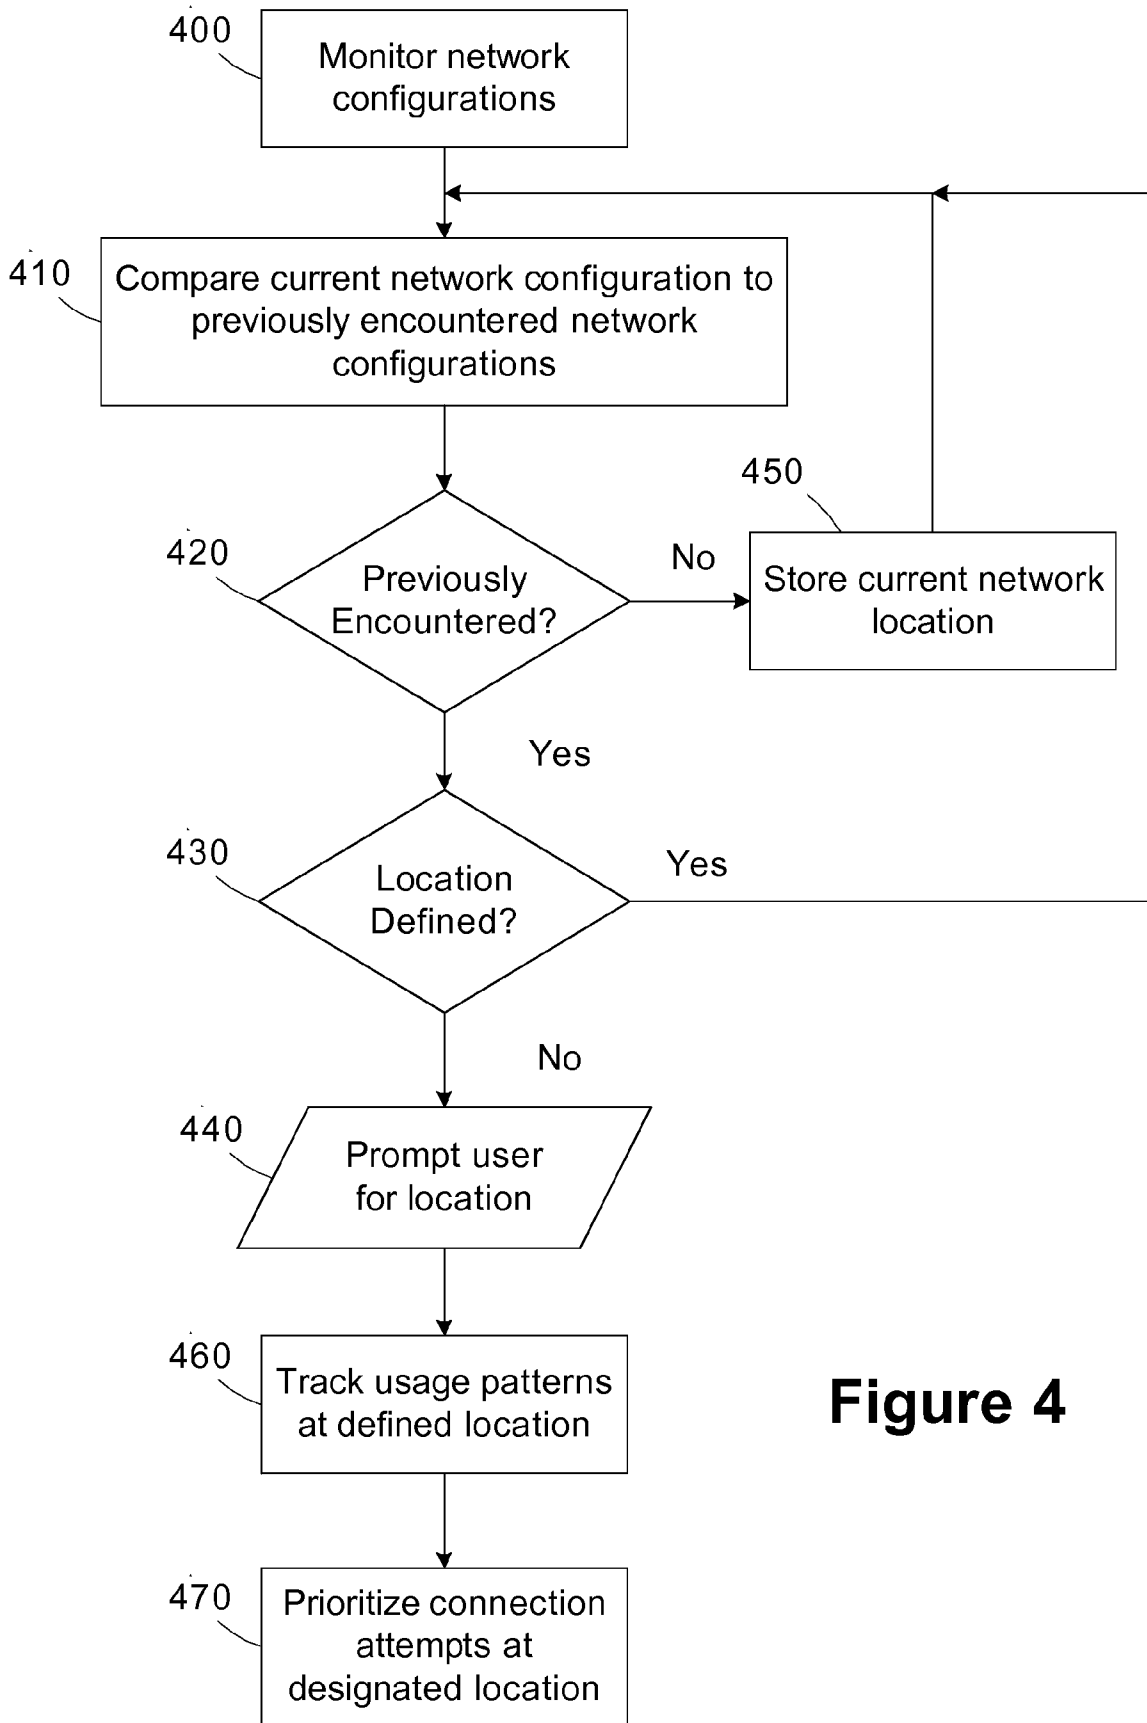 400
Monitor network
configurations
410
Compare current network configuration to
previously encountered network
configurations
450
420
Previously
Encountered?
No
Store current network
location
Yes
430
Location
Defined?
Yes
No
440
Prompt user
for location
460
Track usage patterns
at defined location
Figure 4
470
Prioritize connection
attempts at
designated location